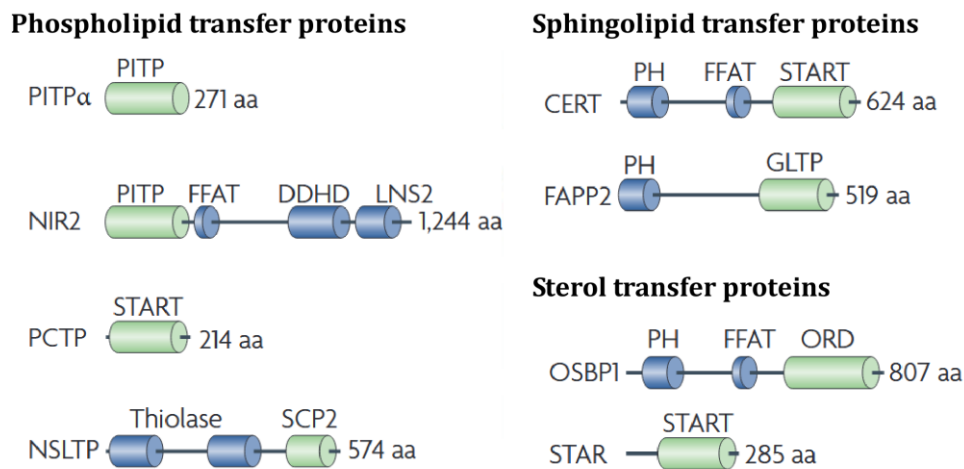 Phospholipid transfer proteins
PITP
PITPα 271 aa
PITP FFAT DDHD LNS2
NIR2 1,244 aa
START
PCTP 214 aa
Thiolase SCP2
NSLTP 574 aa
Sphingolipid transfer proteins
PH FFAT START
CERT 624 aa
PH GLTP
FAPP2 519 aa
Sterol transfer proteins
PH FFAT ORD
OSBP1 807 aa
START
STAR 285 aa